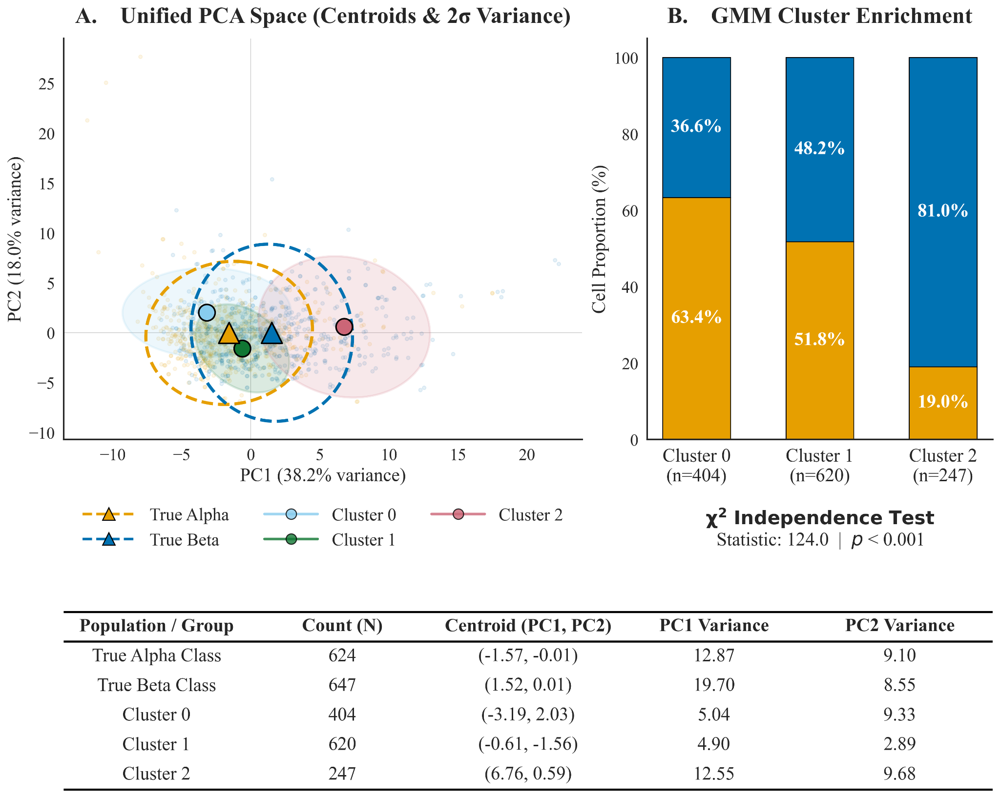 A. Unified PCA Space (Centroids & 2σ Variance)
25
20
15
10
5
0
−5
−10
PC2 (18.0% variance)
−10 −5 0 5 10 15 20
PC1 (38.2% variance)
True Alpha Cluster 0 Cluster 2
True Beta Cluster 1
B. GMM Cluster Enrichment
100
80
60
40
20
0
Cell Proportion (%)
36.6% 48.2% 81.0%
63.4% 51.8% 19.0%
Cluster 0 Cluster 1 Cluster 2
(n=404) (n=620) (n=247)
χ² Independence Test
Statistic: 124.0 | p < 0.001
Population / Group Count (N) Centroid (PC1, PC2) PC1 Variance PC2 Variance
True Alpha Class 624 (-1.57, -0.01) 12.87 9.10
True Beta Class 647 (1.52, 0.01) 19.70 8.55
Cluster 0 404 (-3.19, 2.03) 5.04 9.33
Cluster 1 620 (-0.61, -1.56) 4.90 2.89
Cluster 2 247 (6.76, 0.59) 12.55 9.68